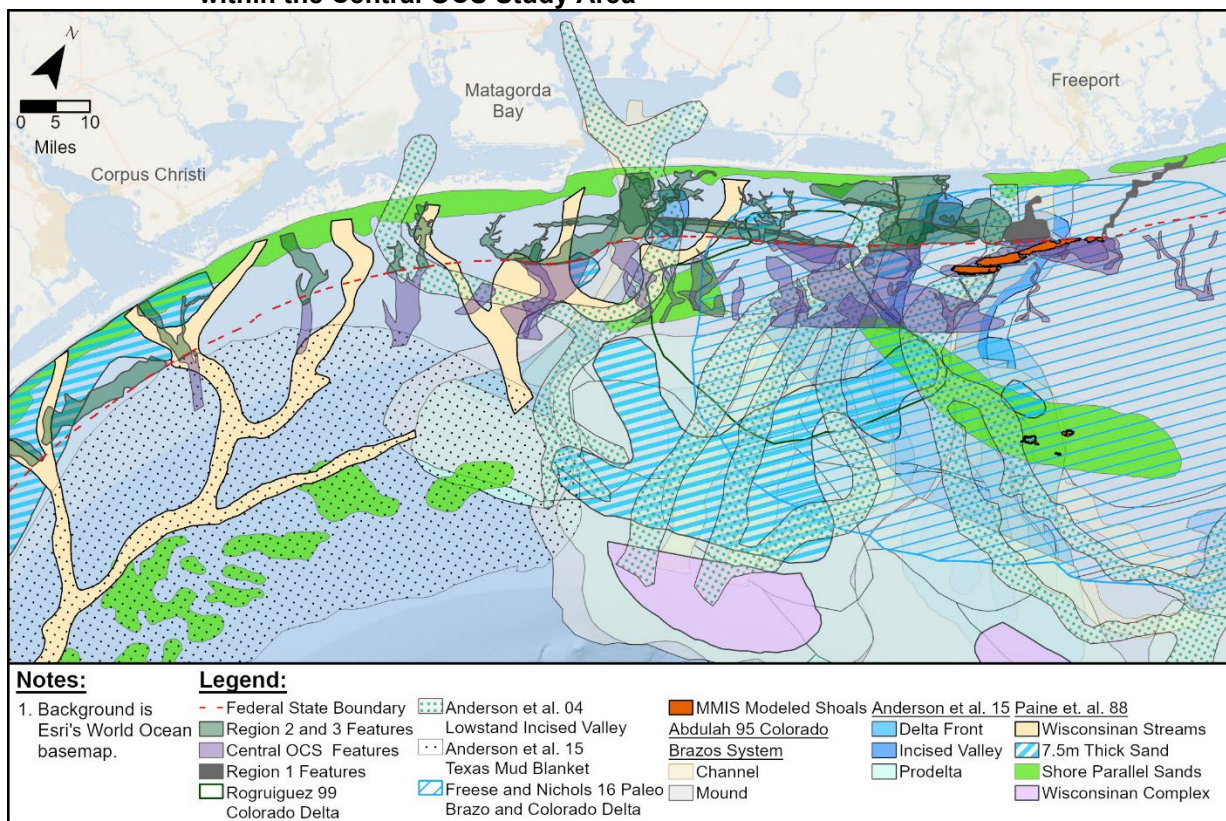 within the Central OCS Study Area
N
0 5 10
Miles
Corpus Christi
Matagorda
Bay
Freeport
Notes:
1. Background is
Esri's World Ocean
basemap.
Legend:
Federal State Boundary
Region 2 and 3 Features
Central OCS Features
Region 1 Features
Rogruiguez 99
Colorado Delta
Anderson et al. 04
Lowstand Incised Valley
Anderson et al. 15
Texas Mud Blanket
Freese and Nichols 16 Paleo
Brazo and Colorado Delta
MMIS Modeled Shoals
Abdulah 95 Colorado
Brazos System
Channel
Mound
Anderson et al. 15
Delta Front
Incised Valley
Prodelta
Paine et. al. 88
Wisconsinan Streams
7.5m Thick Sand
Shore Parallel Sands
Wisconsinan Complex